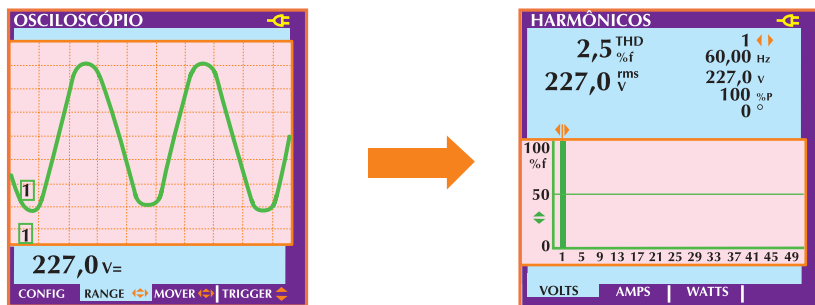 OSCILOSCÓPIO
1
1
227,0 V=
CONFIG RANGE MOVER TRIGGER
HARMÔNICOS
2,5 THD %f
227,0 rms V
1
60,00 Hz
227,0 V
100 %P
0 °
100
%f
50
0
1 5 9 13 17 21 25 29 33 37 41 45 49
VOLTS AMPS WATTS